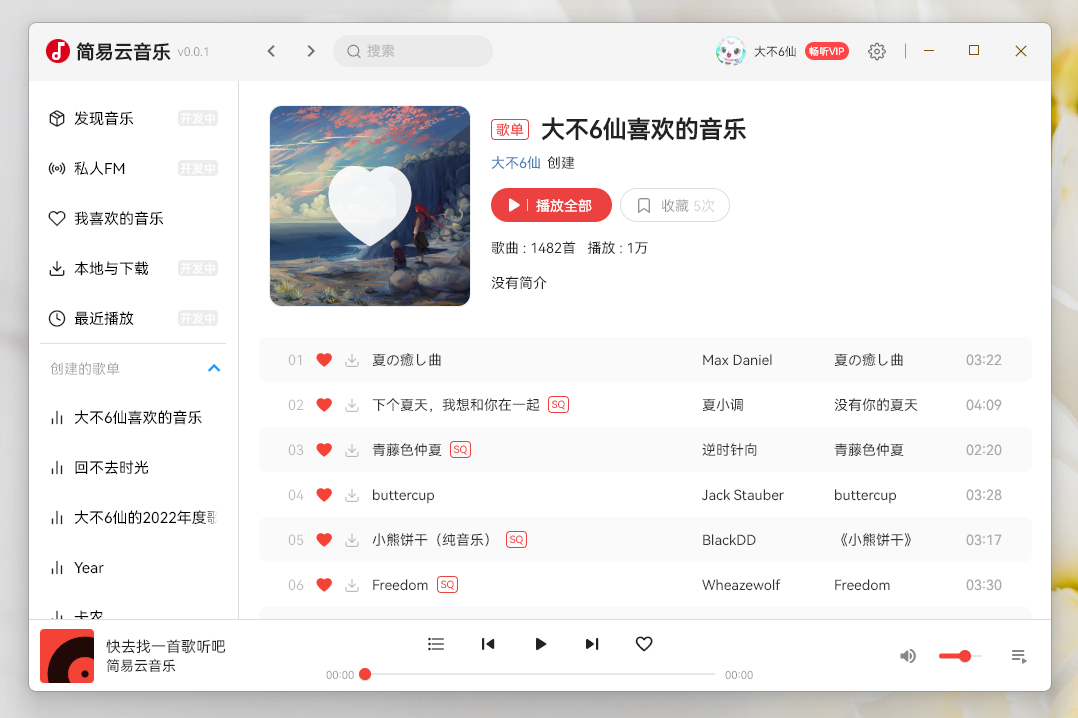 简易云音乐 v0.0.1
搜索
大不6仙 畅听VIP
发现音乐 开发中
私人FM 开发中
我喜欢的音乐
本地与下载 开发中
最近播放 开发中
创建的歌单
大不6仙喜欢的音乐
回不去时光
大不6仙的2022年度歌
Year
卡农
歌单 大不6仙喜欢的音乐
大不6仙 创建
播放全部 收藏 5次
歌曲 : 1482首 播放 : 1万
没有简介
01 夏の癒し曲 Max Daniel 夏の癒し曲 03:22
02 下个夏天，我想和你在一起 SQ 夏小调 没有你的夏天 04:09
03 青藤色仲夏 SQ 逆时针向 青藤色仲夏 02:20
04 buttercup Jack Stauber buttercup 03:28
05 小熊饼干（纯音乐） SQ BlackDD 《小熊饼干》 03:17
06 Freedom SQ Wheazewolf Freedom 03:30
快去找一首歌听吧
简易云音乐
00:00 00:00